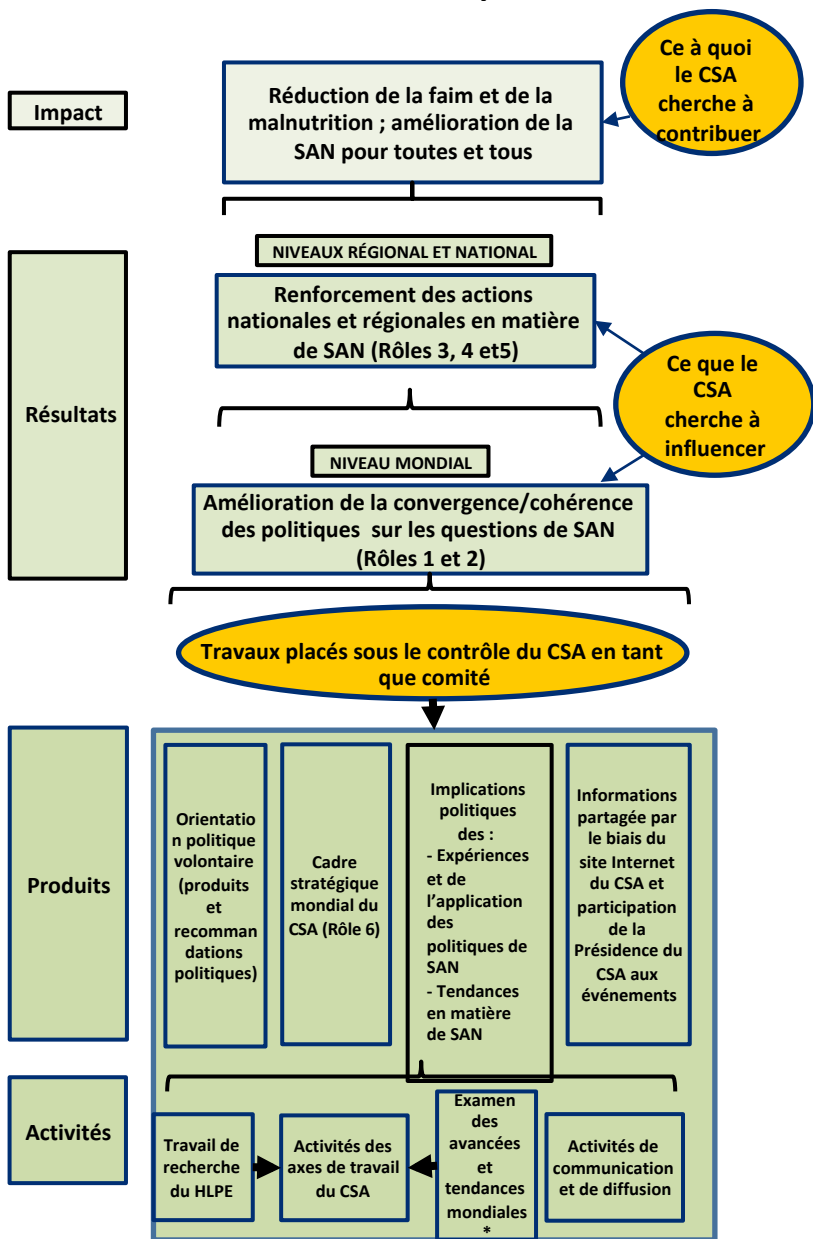 Ce à quoi
le CSA
cherche à
contribuer
Impact
Réduction de la faim et de la
malnutrition ; amélioration de la
SAN pour toutes et tous
NIVEAUX RÉGIONAL ET NATIONAL
Renforcement des actions
nationales et régionales en matière
de SAN (Rôles 3, 4 et5)
Ce que le
CSA
cherche à
influencer
Résultats
NIVEAU MONDIAL
Amélioration de la convergence/cohérence
des politiques sur les questions de SAN
(Rôles 1 et 2)
Travaux placés sous le contrôle du CSA en tant
que comité
Produits
Orientatio
n politique
volontaire
(produits
et
recomman
dations
politiques)
Cadre
stratégique
mondial du
CSA (Rôle 6)
Implications
politiques
des :
- Expériences
et de
l’application
des
politiques de
SAN
- Tendances
en matière
de SAN
Informations
partagée par
le biais du
site Internet
du CSA et
participation
de la
Présidence du
CSA aux
événements
Activités
Travail de
recherche
du HLPE
Activités des
axes de travail
du CSA
Examen
des
avancées
et
tendances
mondiales
*
Activités de
communication
et de diffusion